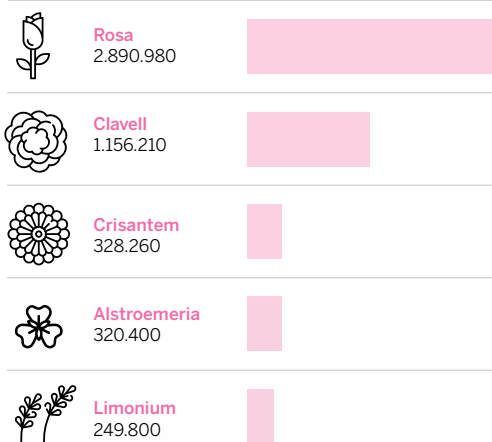 Rosa
2.890.980
Clavell
1.156.210
Crisantem
328.260
Alstroemeria
320.400
Limonium
249.800